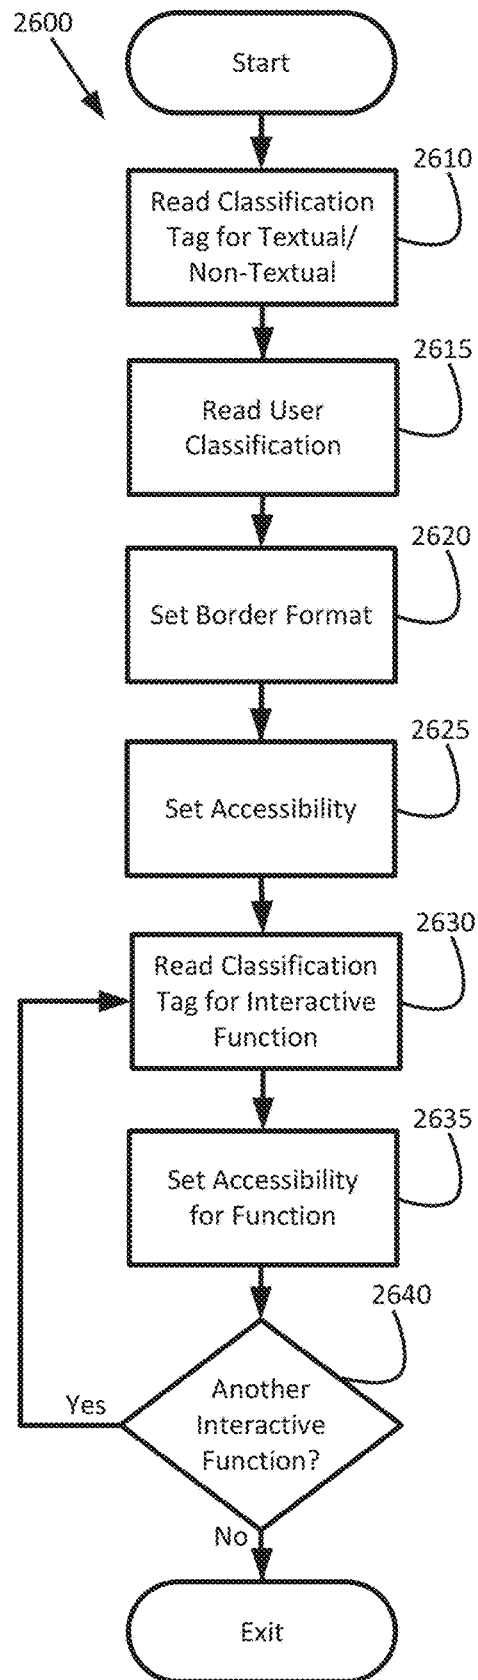 2600
Start
2610
Read Classification
Tag for Textual/
Non-Textual
2615
Read User
Classification
2620
Set Border Format
2625
Set Accessibility
2630
Read Classification
Tag for Interactive
Function
2635
Set Accessibility
for Function
2640
Another
Interactive
Function?
Yes
No
Exit